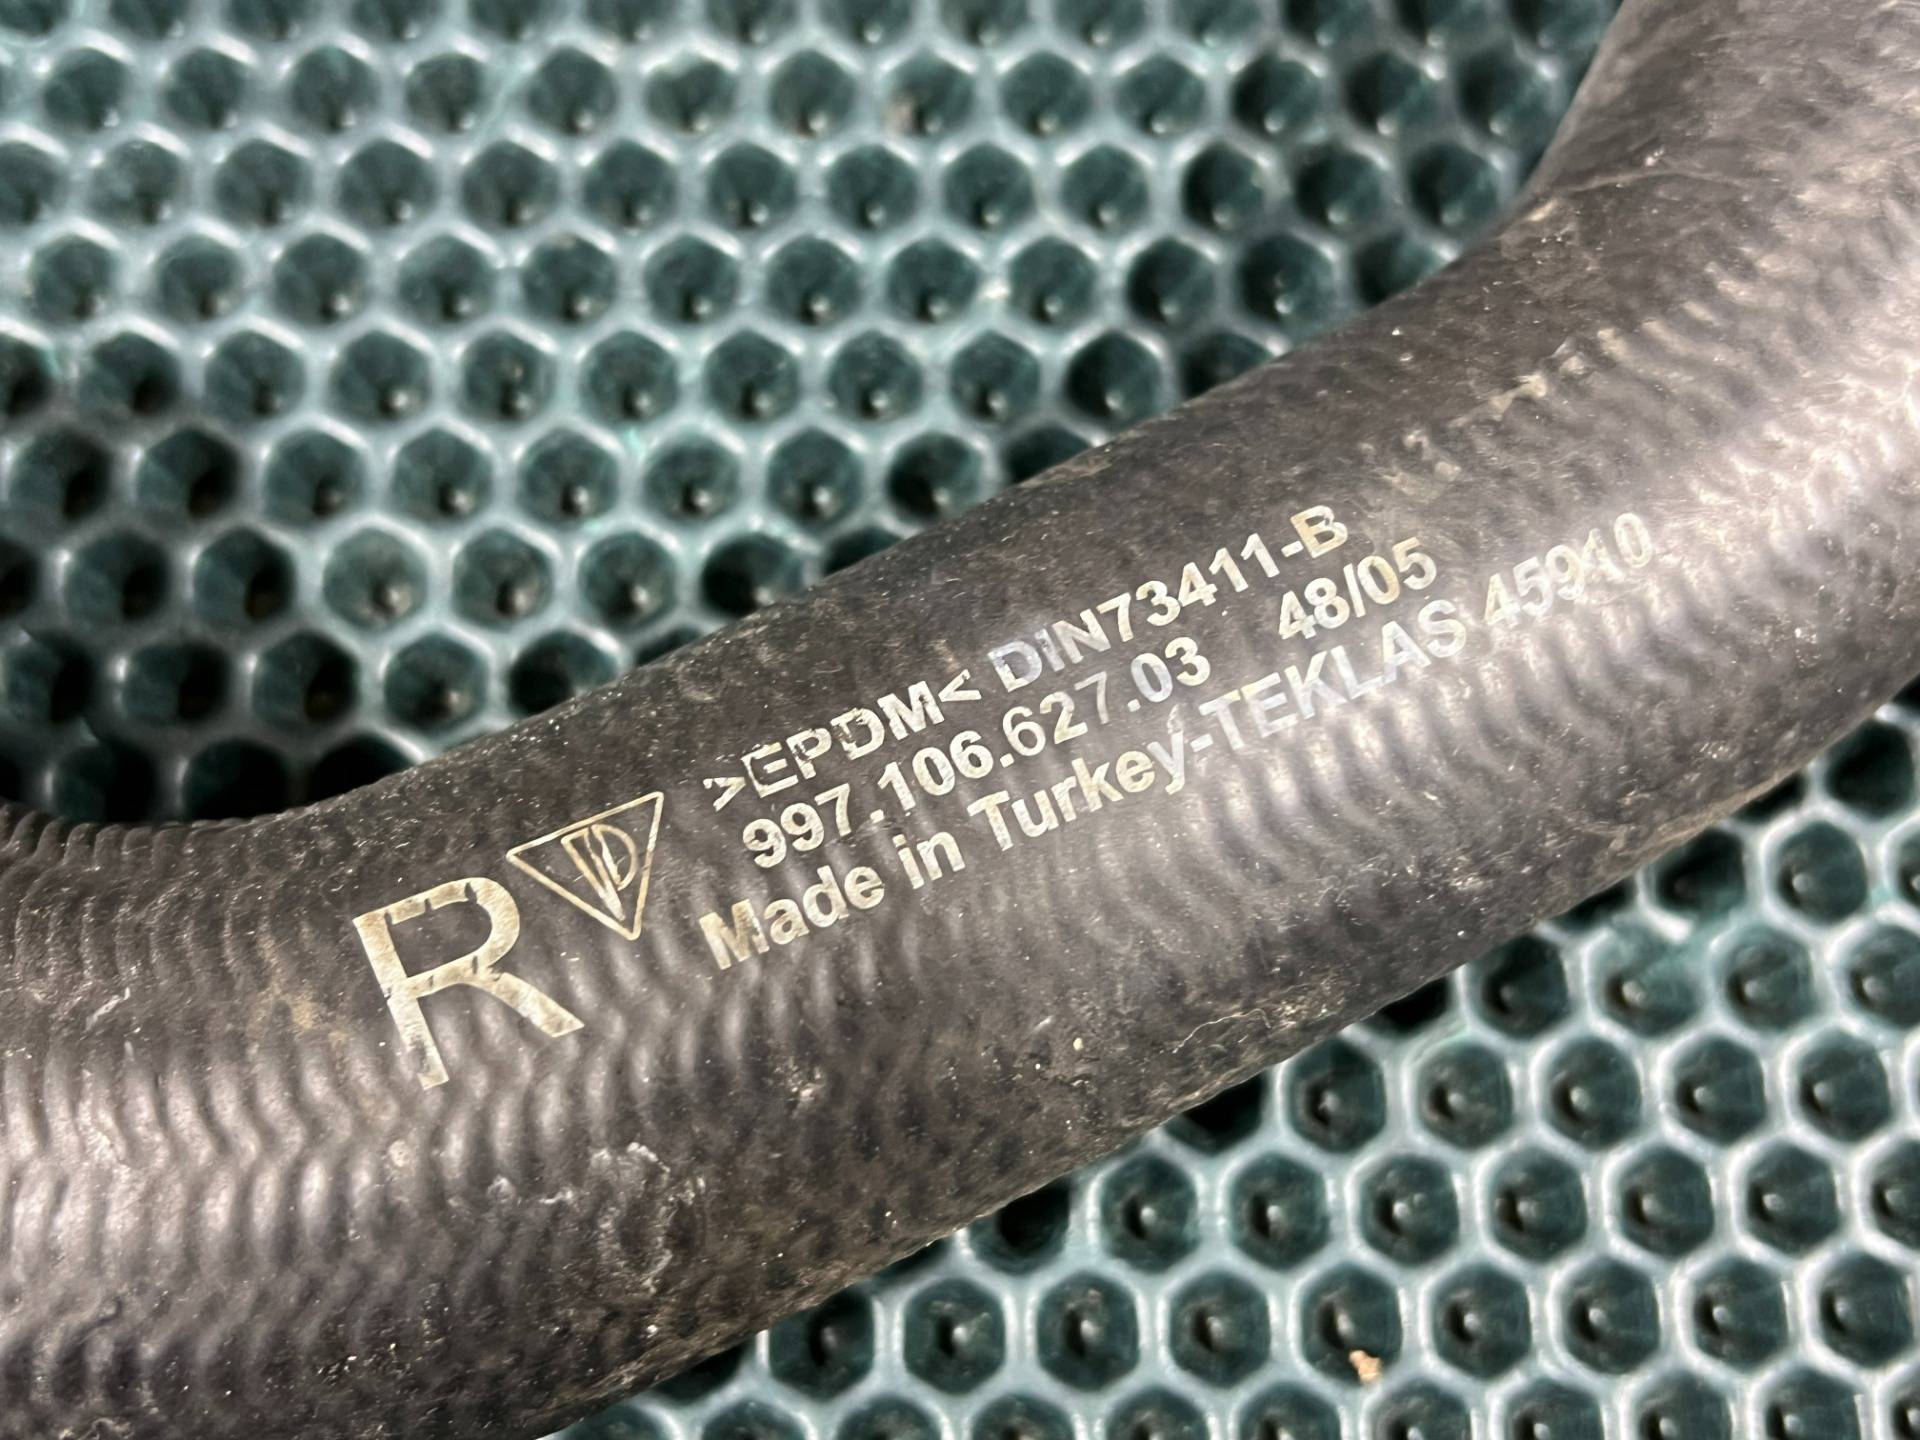 >EPDM< DIN73411-B
997.106.627.03 48/05
Made in Turkey-TEKLAS 45910
R